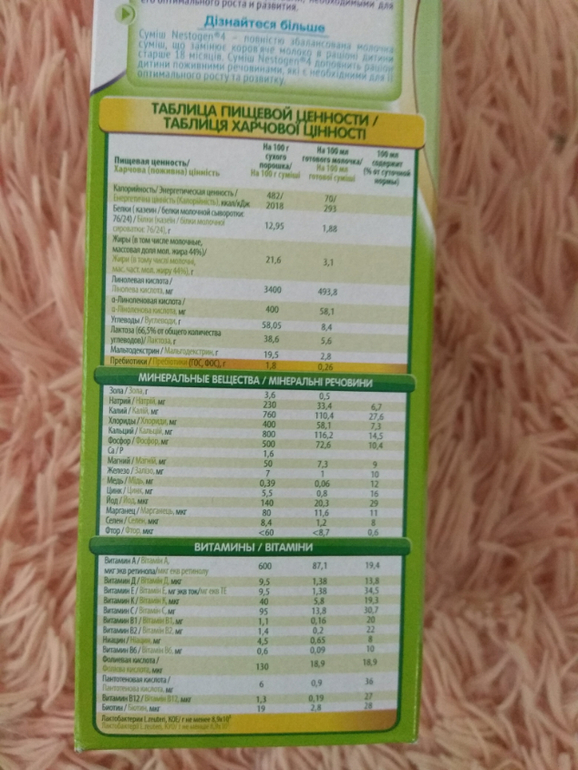 его оптимального роста и развития.
Дізнайтеся більше
Суміш Nestogen®4 – повністю збалансована молочна
суміш, що замінює коров'яче молоко в раціоні дитини
старше 18 місяців. Суміш Nestogen®4 доповнить раціон
дитини поживними речовинами, які є необхідними для її
оптимального росту та розвитку.
ТАБЛИЦА ПИЩЕВОЙ ЦЕННОСТИ /
ТАБЛИЦЯ ХАРЧОВОЇ ЦІННОСТІ
Пищевая ценность/
Харчова (поживна) цінність
На 100 г
сухого
порошка/
На 100 г суміші
На 100 мл
готового молочка/
На 100 мл
готової суміші
100 мл
содержит
(% от суточной
нормы)
Калорийность/Энергетическая ценность /
Енергетична цінність (Калорійність), ккал/кДж
482/ 70/
2018 293
Белки ( казеин / белки молочной сыворотки:
76/24) / Білки (казеїн / білки молочної
сироватки: 76/24), г
12,95 1,88
Жиры (в том числе молочные,
массовая доля мол. жира 44%)/
Жири (в тому числі молочні,
мас. част. мол. жиру 44%), г
21,6 3,1
Линолевая кислота /
Лінолева кислота, мг
3400 493,8
α-Линоленовая кислота /
α-Ліноленова кислота, мг
400 58,1
Углеводы / Вуглеводи, г 58,05 8,4
Лактоза (66,5% от общего количества
углеводов)/ Лактоза, г
38,6 5,6
Мальтодекстрин / Мальтодекстрин, г 19,5 2,8
Пребиотики / Пребіотики (ГОС, ФОС), г 1,8 0,26
МИНЕРАЛЬНЫЕ ВЕЩЕСТВА / МІНЕРАЛЬНІ РЕЧОВИНИ
Зола / Зола, г 3,6 0,5
Натрий / Натрій, мг 230 33,4 6,7
Калий / Калій, мг 760 110,4 27,6
Хлориды / Хлориди, мг 400 58,1 7,3
Кальций / Кальцій, мг 800 116,2 14,5
Фосфор / Фосфор, мг 500 72,6 10,4
Ca / P 1,6
Магний / Магній, мг 50 7,3 9
Железо / Залізо, мг 7 1 10
Медь / Мідь, мг 0,39 0,06 12
Цинк / Цинк, мг 5,5 0,8 16
Йод / Йод, мкг 140 20,3 29
Марганец / Марганець, мкг 80 11,6 11
Селен / Селен, мкг 8,4 1,2 8
Фтор / Фтор, мкг <60 <8,7 0,6
ВИТАМИНЫ / ВІТАМІНИ
Витамин А / Вітамін А,
мкг экв ретинола/мкг екв ретинолу
600 87,1 19,4
Витамин Д / Вітамін Д, мкг 9,5 1,38 13,8
Витамин Е / Вітамін Е, мг экв ток/мг екв ТЕ 9,5 1,38 34,5
Витамин К / Вітамін К, мкг 40 5,8 19,3
Витамин С / Вітамін С, мг 95 13,8 30,7
Витамин В1 / Вітамін В1, мг 1,1 0,16 20
Витамин В2 / Вітамін В2, мг 1,4 0,2 22
Ниацин / Ніацин, мг 4,5 0,65 8
Витамин В6 / Вітамін В6, мг 0,6 0,09 10
Фолиевая кислота /
Фолієва кислота, мкг
130 18,9 18,9
Пантотеновая кислота /
Пантотенова кислота, мг
6 0,9 36
Витамин В12 / Вітамін В12, мкг 1,3 0,19 27
Биотин / Біотин, мкг 19 2,8 28
Лактобактерии L.reuteri, КОЕ/ г не менее